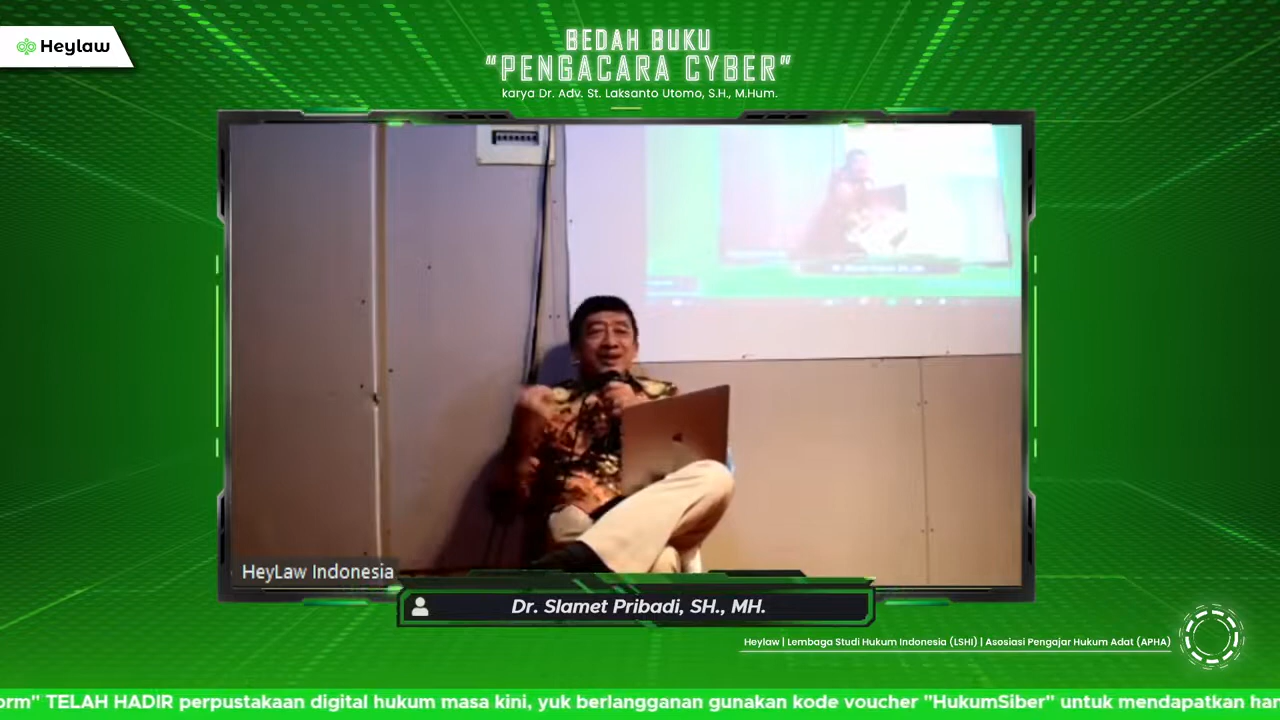 Heylaw
BEDAH BUKU
"PENGACARA CYBER"
karya Dr. Adv. St. Laksanto Utomo, S.H., M.Hum.
HeyLaw Indonesia
Dr. Slamet Pribadi, SH., MH.
Heylaw | Lembaga Studi Hukum Indonesia (LSHI) | Asosiasi Pengajar Hukum Adat (APHA)
orm" TELAH HADIR perpustakaan digital hukum masa kini, yuk berlangganan gunakan kode voucher "HukumSiber" untuk mendapatkan har